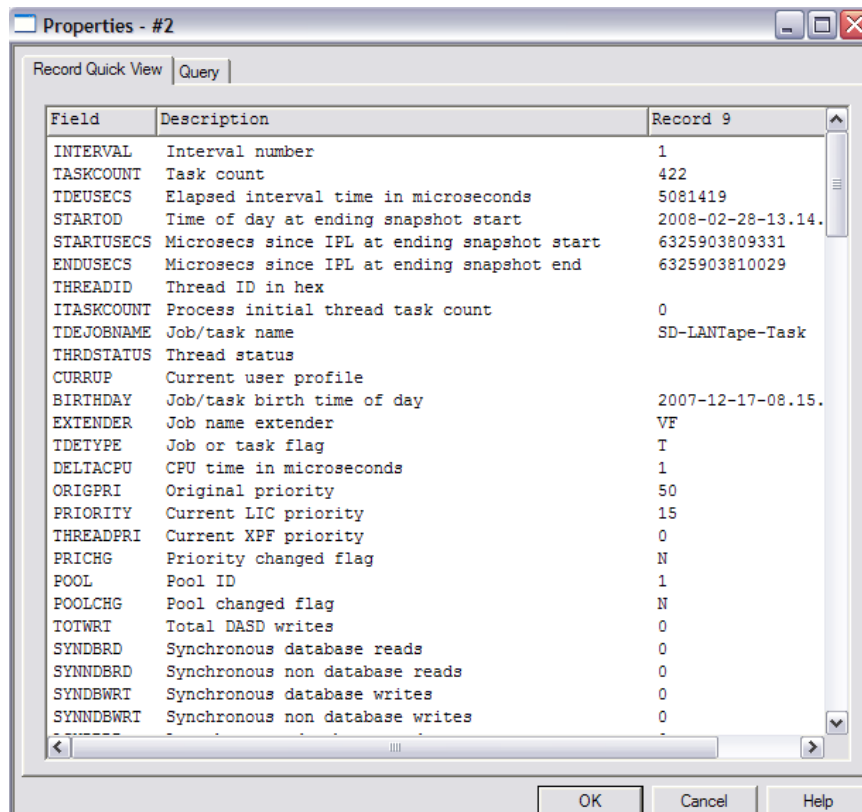 Properties - #2
Record Quick View Query
Field Description Record 9
INTERVAL Interval number 1
TASKCOUNT Task count 422
TDEUSECS Elapsed interval time in microseconds 5081419
STARTOD Time of day at ending snapshot start 2008-02-28-13.14.
STARTUSECS Microsecs since IPL at ending snapshot start 6325903809331
ENDUSECS Microsecs since IPL at ending snapshot end 6325903810029
THREADID Thread ID in hex
ITASKCOUNT Process initial thread task count 0
TDEJOBNAME Job/task name SD-LANTape-Task
THRDSTATUS Thread status
CURRUP Current user profile
BIRTHDAY Job/task birth time of day 2007-12-17-08.15.
EXTENDER Job name extender VF
TDETYPE Job or task flag T
DELTACPU CPU time in microseconds 1
ORIGPRI Original priority 50
PRIORITY Current LIC priority 15
THREADPRI Current XPF priority 0
PRICHG Priority changed flag N
POOL Pool ID 1
POOLCHG Pool changed flag N
TOTWRT Total DASD writes 0
SYNDBRD Synchronous database reads 0
SYNNDBRD Synchronous non database reads 0
SYNDBWRT Synchronous database writes 0
SYNNDBWRT Synchronous non database writes 0
OK Cancel Help